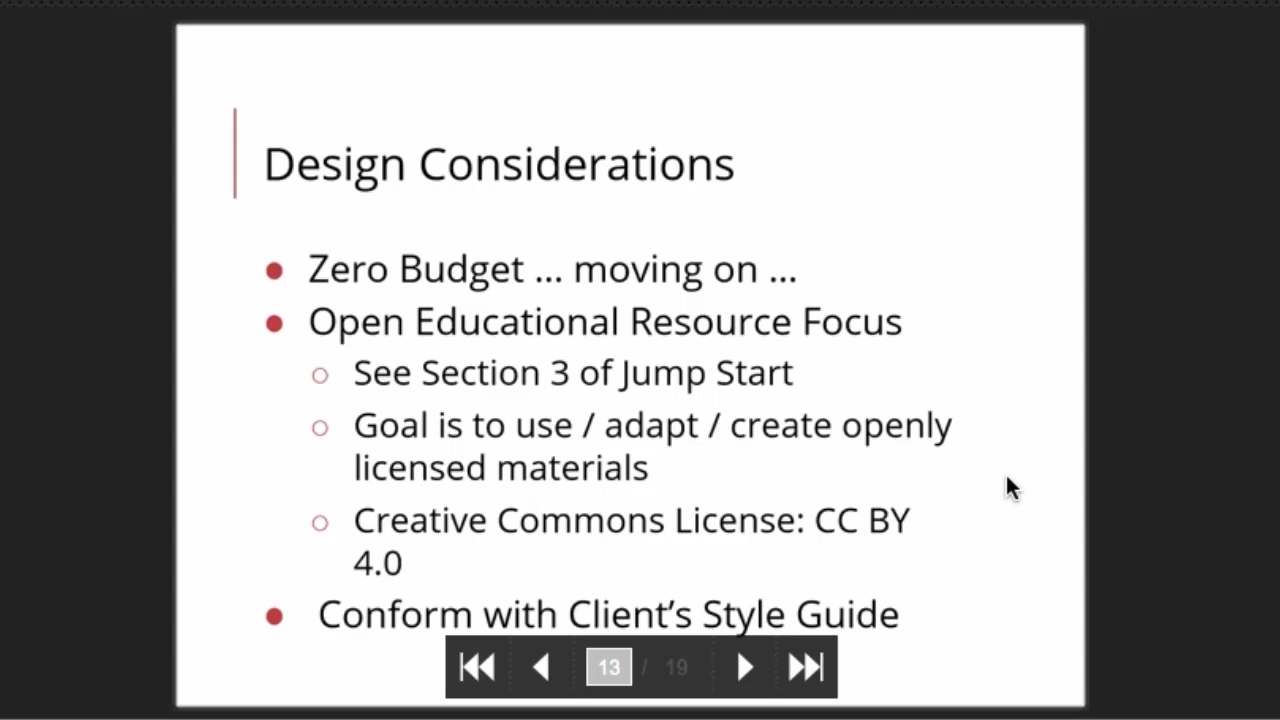 Design Considerations
● Zero Budget ... moving on ...
● Open Educational Resource Focus
○ See Section 3 of Jump Start
○ Goal is to use / adapt / create openly
licensed materials
○ Creative Commons License: CC BY
4.0
● Conform with Client’s Style Guide
13 / 19